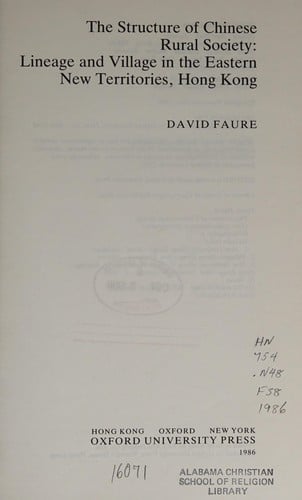 The Structure of Chinese
Rural Society:
Lineage and Village in the Eastern
New Territories, Hong Kong
DAVID FAURE
HN
754
.N48
F58
1986
HONG KONG OXFORD NEW YORK
OXFORD UNIVERSITY PRESS
1986
16071
ALABAMA CHRISTIAN
SCHOOL OF RELIGION
LIBRARY